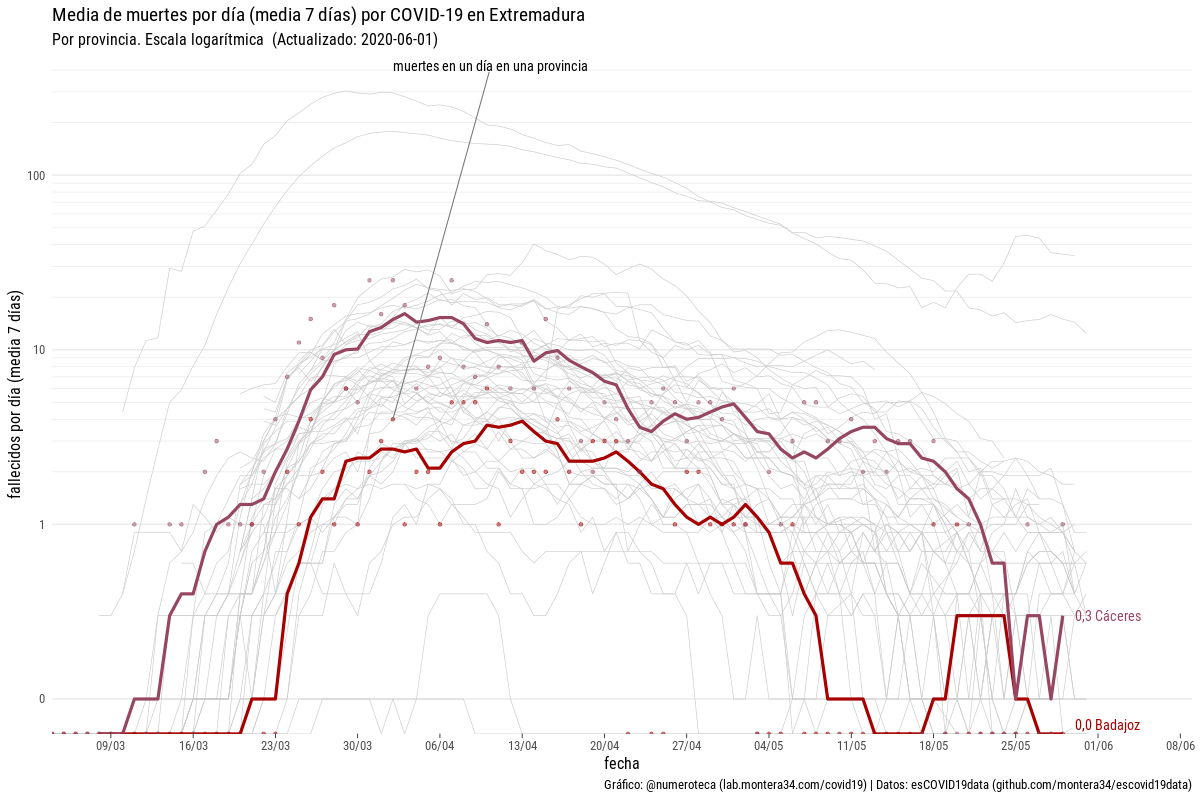 Media de muertes por día (media 7 días) por COVID-19 en Extremadura
Por provincia. Escala logarítmica  (Actualizado: 2020-06-01)
muertes en un día en una provincia
fallecidos por día (media  7 días)
100
10
1
0
0,3 Cáceres
0,0 Badajoz
09/03
16/03
23/03
30/03
06/04
13/04
20/04
27/04
04/05
11/05
18/05
25/05
01/06
08/06
fecha
Gráfico: @numeroteca (lab.montera34.com/covid19) | Datos: esCOVID19data (github.com/montera34/escovid19data)